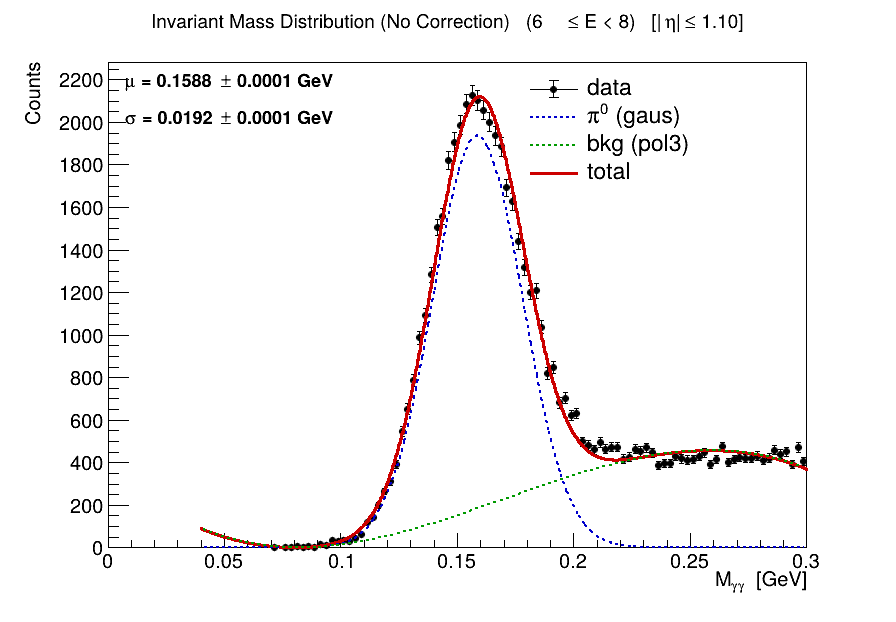 Invariant Mass Distribution (No Correction) (6 ≤ E < 8) [|η| ≤ 1.10]
Counts
μ = 0.1588 ± 0.0001 GeV
σ = 0.0192 ± 0.0001 GeV
data
π⁰ (gaus)
bkg (pol3)
total
2200
2000
1800
1600
1400
1200
1000
800
600
400
200
0
0 0.05 0.1 0.15 0.2 0.25 0.3
Mγγ [GeV]